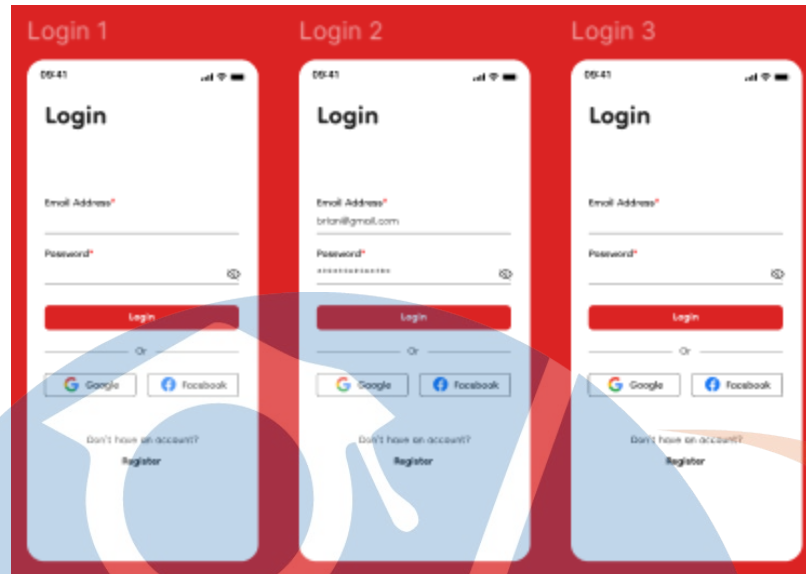 Login 1
09:41
Login
Email Address*
Password*
Login
Or
Google
Facebook
Don't have an account?
Register
Login 2
09:41
Login
Email Address*
brian@gmail.com
Password*
**************
Login
Or
Google
Facebook
Don't have an account?
Register
Login 3
09:41
Login
Email Address*
Password*
Login
Or
Google
Facebook
Don't have an account?
Register